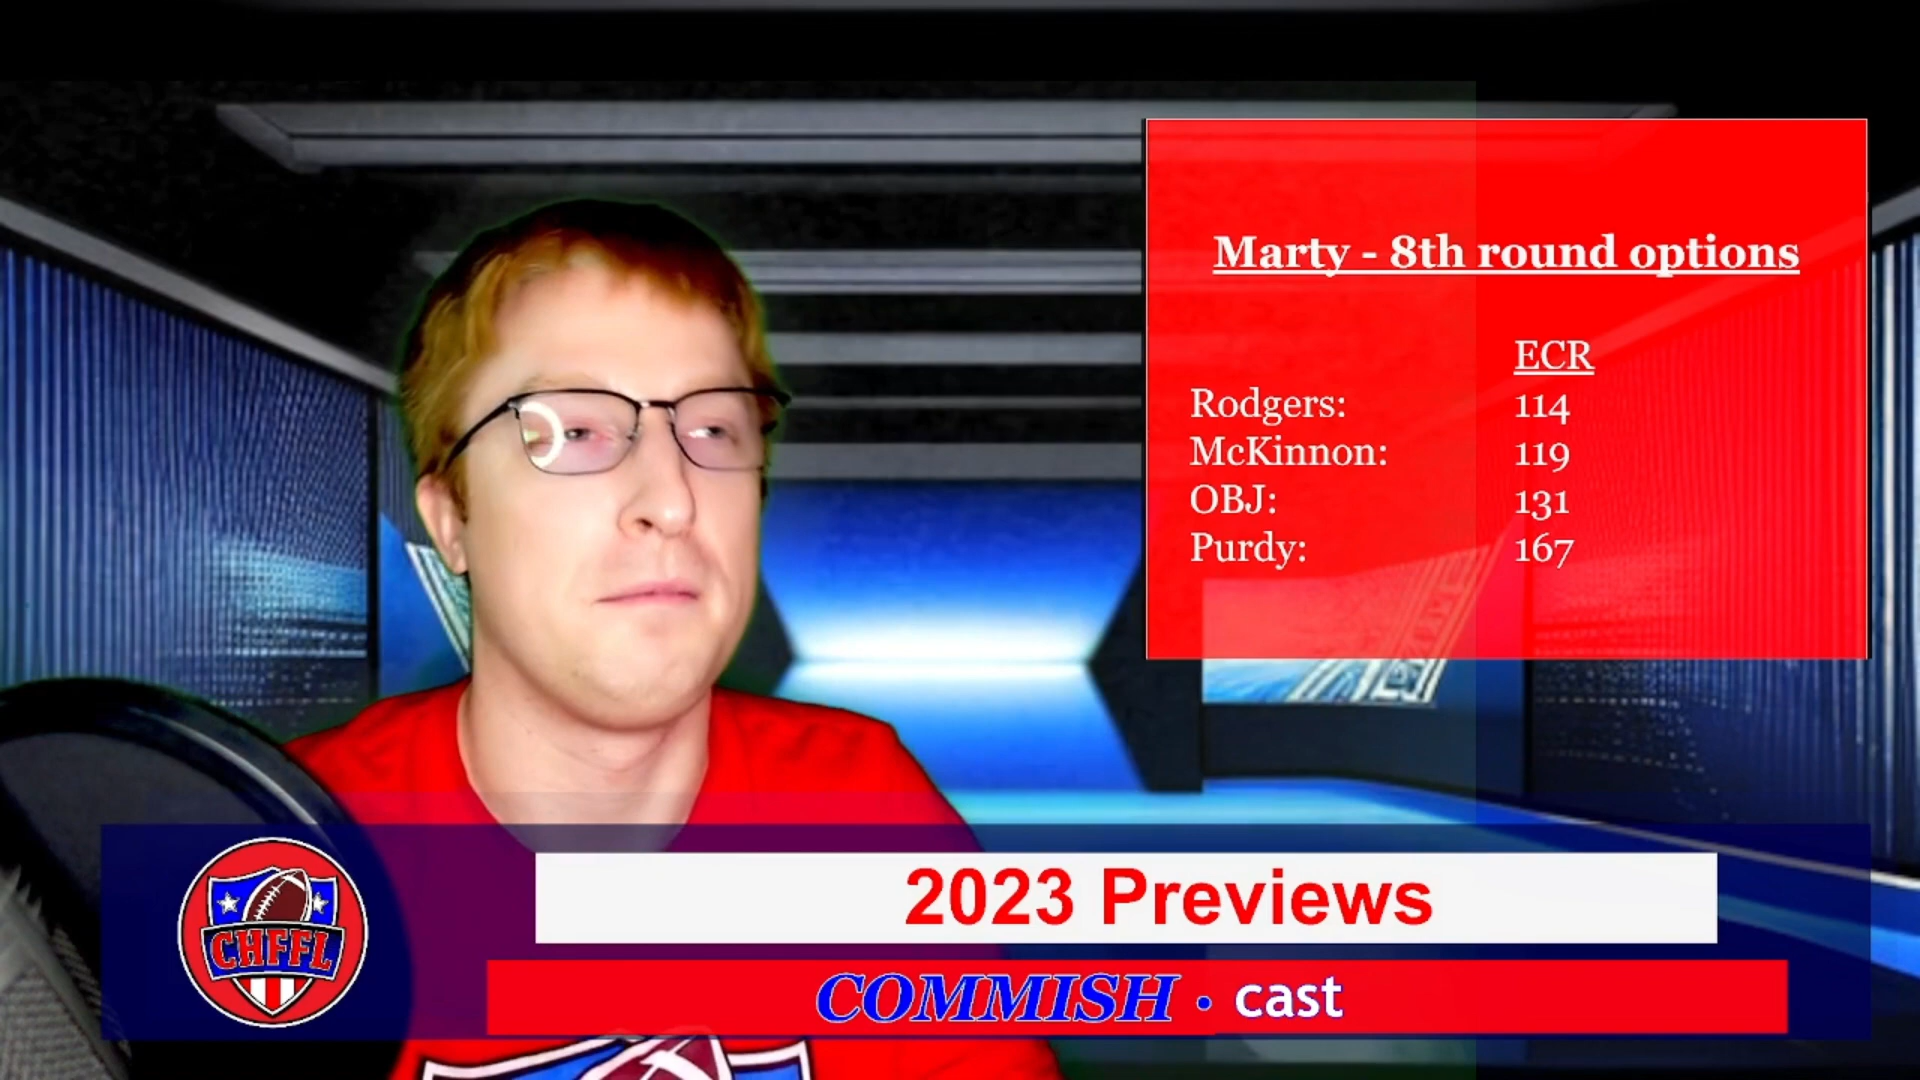 Marty - 8th round options
ECR
Rodgers: 114
McKinnon: 119
OBJ: 131
Purdy: 167
2023 Previews
CHFFL
COMMISH • cast